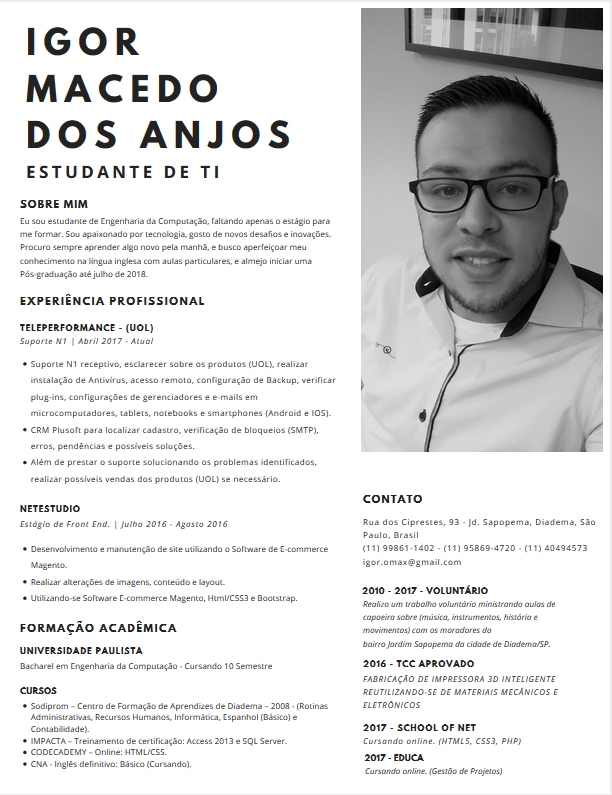 IGOR
MACEDO
DOS ANJOS
ESTUDANTE DE TI
SOBRE MIM
Eu sou estudante de Engenharia da Computação, faltando apenas o estágio para
me formar. Sou apaixonado por tecnologia, gosto de novos desafios e inovações.
Procuro sempre aprender algo novo pela manhã, e busco aperfeiçoar meu
conhecimento na língua inglesa com aulas particulares, e almejo iniciar uma
Pós-graduação até julho de 2018.
EXPERIÊNCIA PROFISSIONAL
TELEPERFORMANCE - (UOL)
Suporte N1 | Abril 2017 - Atual
• Suporte N1 receptivo, esclarecer sobre os produtos (UOL), realizar
instalação de Antivírus, acesso remoto, configuração de Backup, verificar
plug-ins, configurações de gerenciadores e e-mails em
microcomputadores, tablets, notebooks e smartphones (Android e IOS).
• CRM Plusoft para localizar cadastro, verificação de bloqueios (SMTP),
erros, pendências e possíveis soluções.
• Além de prestar o suporte solucionando os problemas identificados,
realizar possíveis vendas dos produtos (UOL) se necessário.
NETESTUDIO
Estágio de Front End. | Julho 2016 - Agosto 2016
• Desenvolvimento e manutenção de site utilizando o Software de E-commerce
Magento.
• Realizar alterações de imagens, conteúdo e layout.
• Utilizando-se Software E-commerce Magento, Html/CSS3 e Bootstrap.
FORMAÇÃO ACADÊMICA
UNIVERSIDADE PAULISTA
Bacharel em Engenharia da Computação - Cursando 10 Semestre
CURSOS
• Sodiprom – Centro de Formação de Aprendizes de Diadema – 2008 - (Rotinas
Administrativas, Recursos Humanos, Informática, Espanhol (Básico) e
Contabilidade).
• IMPACTA – Treinamento de certificação: Access 2013 e SQL Server.
• CODECADEMY – Online: HTML/CSS.
• CNA - Inglês definitivo: Básico (Cursando).
CONTATO
Rua dos Ciprestes, 93 - Jd. Sapopema, Diadema, São
Paulo, Brasil
(11) 99861-1402 - (11) 95869-4720 - (11) 40494573
igor.omax@gmail.com
2010 - 2017 - VOLUNTÁRIO
Realizo um trabalho voluntário ministrando aulas de
capoeira sobre (música, instrumentos, história e
movimentos) com os moradores do
bairro Jardim Sapopema da cidade de Diadema/SP.
2016 - TCC APROVADO
FABRICAÇÃO DE IMPRESSORA 3D INTELIGENTE
REUTILIZANDO-SE DE MATERIAIS MECÂNICOS E
ELETRÔNICOS
2017 - SCHOOL OF NET
Cursando online. (HTML5, CSS3, PHP)
2017 - EDUCA
Cursando online. (Gestão de Projetos)